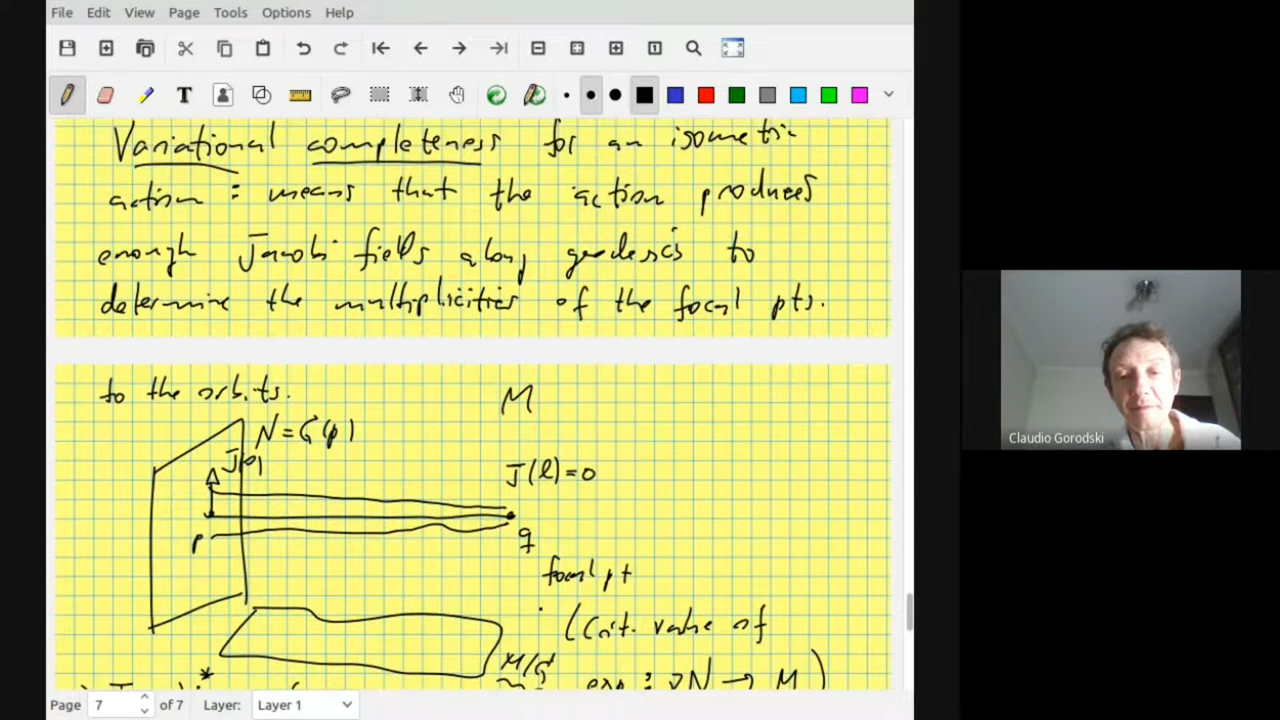 File Edit View Page Tools Options Help
Variational completeness for an isometric
action : means that the action produces
enough Jacobi fields along geodesics to
determine the multiplicities of the focal pts.
to the orbits.
M
N = G(p)
J(0)
J(l) = 0
p
q
focal pt
(Crit. value of
M/G
exp : νN → M )
Page 7 of 7 Layer: Layer 1
Claudio Gorodski